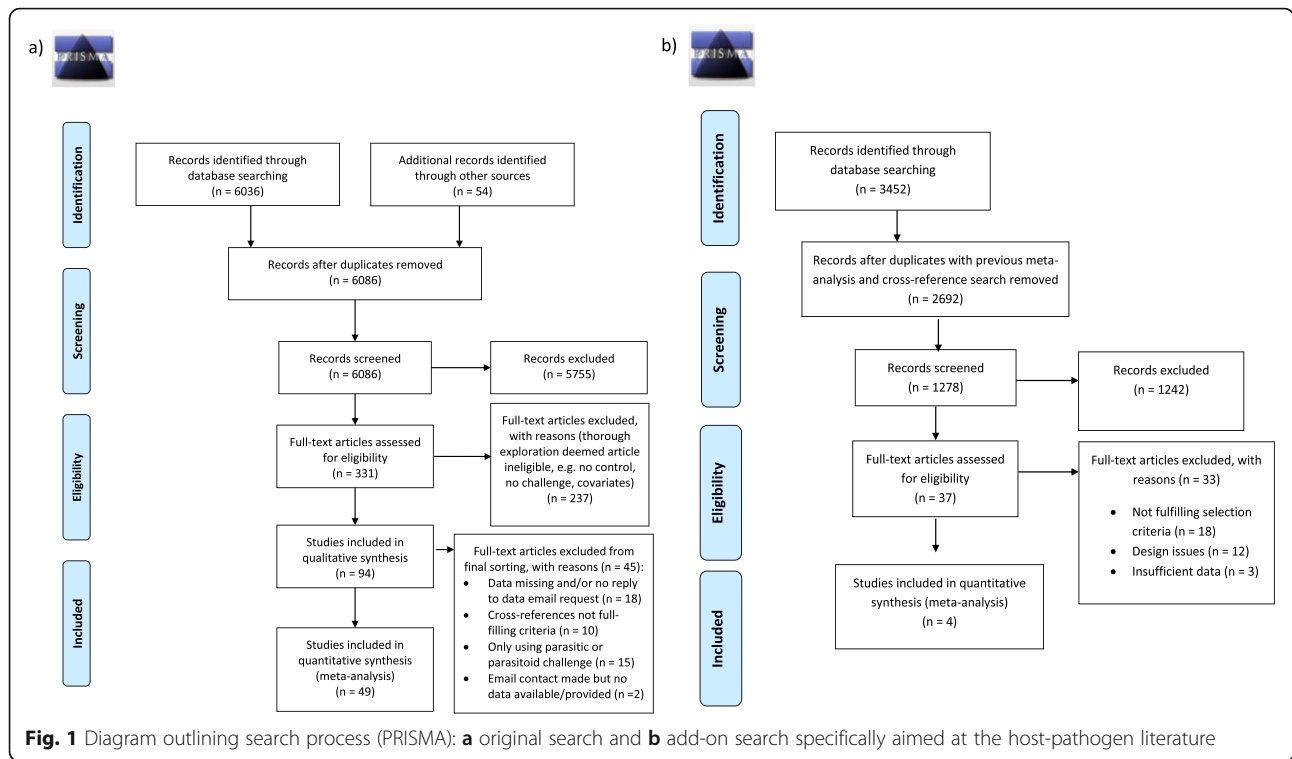 a)
PRISMA
Identification
Screening
Eligibility
Included
Records identified through
database searching
(n = 6036)
Additional records identified
through other sources
(n = 54)
Records after duplicates removed
(n = 6086)
Records screened
(n = 6086)
Records excluded
(n = 5755)
Full-text articles assessed
for eligibility
(n = 331)
Full-text articles excluded,
with reasons (thorough
exploration deemed article
ineligible, e.g. no control,
no challenge, covariates)
(n = 237)
Studies included in
qualitative synthesis
(n = 94)
Full-text articles excluded from
final sorting, with reasons (n = 45):
• Data missing and/or no reply
to data email request (n = 18)
• Cross-references not full-
filling criteria (n = 10)
• Only using parasitic or
parasitoid challenge (n = 15)
• Email contact made but no
data available/provided (n =2)
Studies included in
quantitative synthesis
(meta-analysis)
(n = 49)
b)
PRISMA
Identification
Screening
Eligibility
Included
Records identified through
database searching
(n = 3452)
Records after duplicates with previous meta-
analysis and cross-reference search removed
(n = 2692)
Records screened
(n = 1278)
Records excluded
(n = 1242)
Full-text articles assessed
for eligibility
(n = 37)
Full-text articles excluded, with
reasons (n = 33)
• Not fulfilling selection
criteria (n = 18)
• Design issues (n = 12)
• Insufficient data (n = 3)
Studies included in quantitative
synthesis (meta-analysis)
(n = 4)
Fig. 1 Diagram outlining search process (PRISMA): a original search and b add-on search specifically aimed at the host-pathogen literature